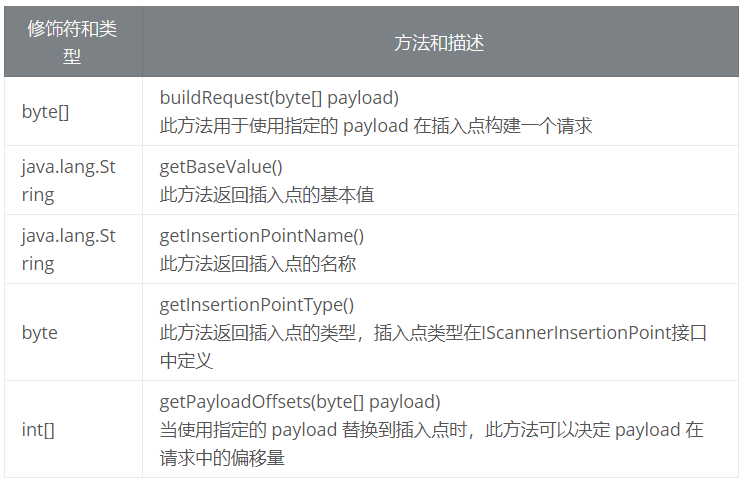 修饰符和类
型
方法和描述
byte[]
buildRequest(byte[] payload)
此方法用于使用指定的 payload 在插入点构建一个请求
java.lang.St
ring
getBaseValue()
此方法返回插入点的基本值
java.lang.St
ring
getInsertionPointName()
此方法返回插入点的名称
byte
getInsertionPointType()
此方法返回插入点的类型，插入点类型在IScannerInsertionPoint接口
中定义
int[]
getPayloadOffsets(byte[] payload)
当使用指定的 payload 替换到插入点时，此方法可以决定 payload 在
请求中的偏移量